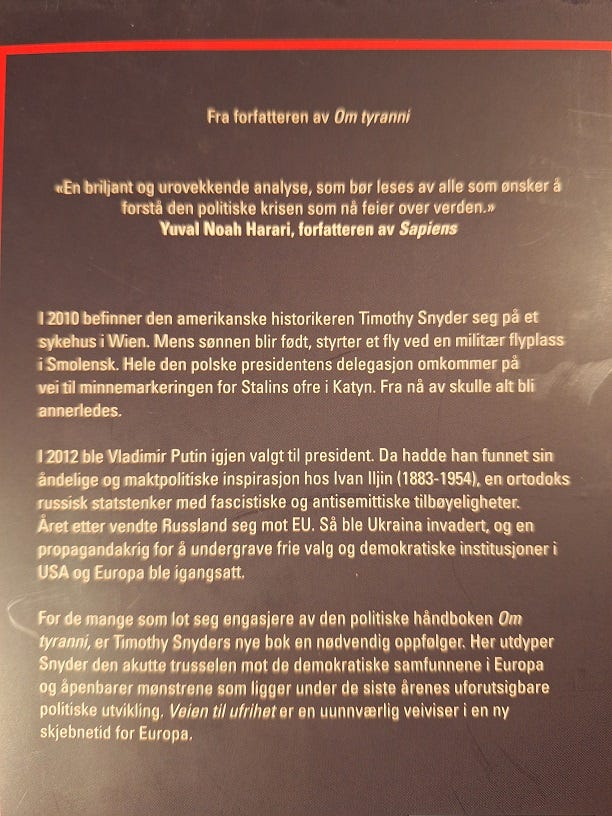 Fra forfatteren av Om tyranni
«En briljant og urovekkende analyse, som bør leses av alle som ønsker å
forstå den politiske krisen som nå feier over verden.»
Yuval Noah Harari, forfatteren av Sapiens
I 2010 befinner den amerikanske historikeren Timothy Snyder seg på et
sykehus i Wien. Mens sønnen blir født, styrter et fly ved en militær flyplass
i Smolensk. Hele den polske presidentens delegasjon omkommer på
vei til minnemarkeringen for Stalins ofre i Katyn. Fra nå av skulle alt bli
annerledes.
I 2012 ble Vladimir Putin igjen valgt til president. Da hadde han funnet sin
åndelige og maktpolitiske inspirasjon hos Ivan Iljin (1883-1954), en ortodoks
russisk statstenker med fascistiske og antisemittiske tilbøyeligheter.
Året etter vendte Russland seg mot EU. Så ble Ukraina invadert, og en
propagandakrig for å undergrave frie valg og demokratiske institusjoner i
USA og Europa ble igangsatt.
For de mange som lot seg engasjere av den politiske håndboken Om
tyranni, er Timothy Snyders nye bok en nødvendig oppfølger. Her utdyper
Snyder den akutte trusselen mot de demokratiske samfunnene i Europa
og åpenbarer mønstrene som ligger under de siste årenes uforutsigbare
politiske utvikling. Veien til ufrihet er en uunnværlig veiviser i en ny
skjebnetid for Europa.